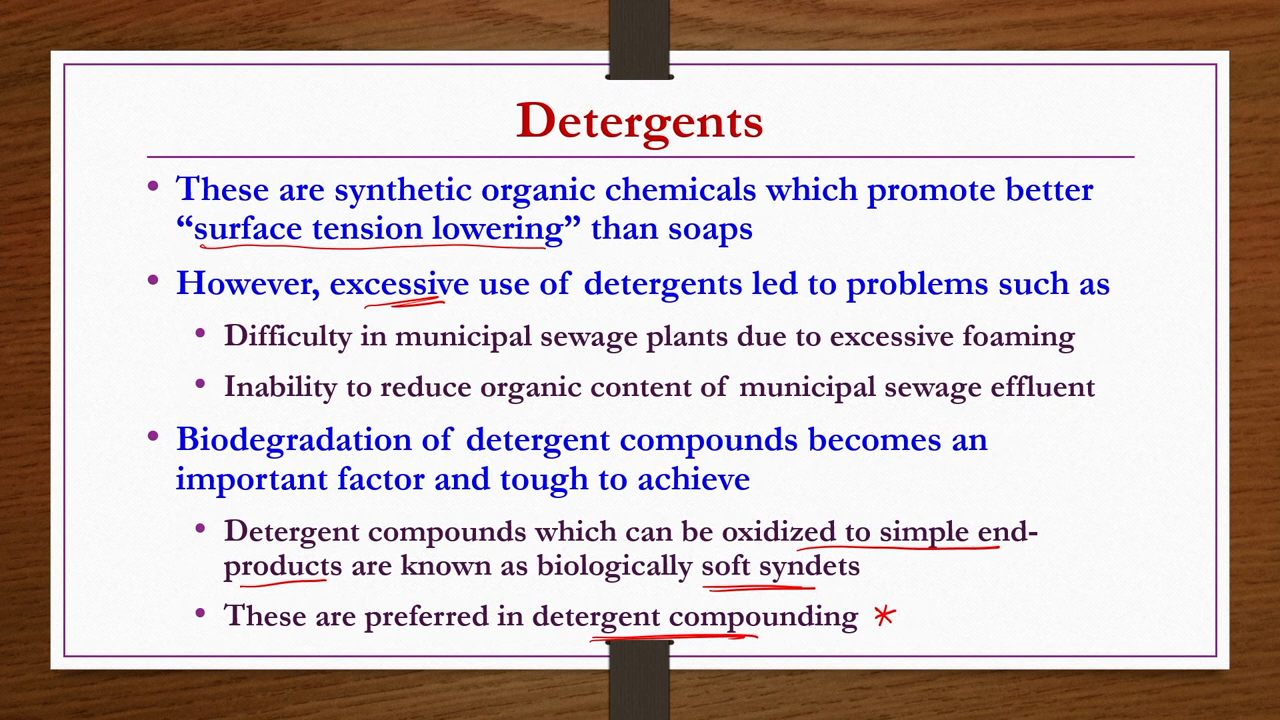 Detergents
• These are synthetic organic chemicals which promote better
“surface tension lowering” than soaps
• However, excessive use of detergents led to problems such as
• Difficulty in municipal sewage plants due to excessive foaming
• Inability to reduce organic content of municipal sewage effluent
• Biodegradation of detergent compounds becomes an
important factor and tough to achieve
• Detergent compounds which can be oxidized to simple end-
products are known as biologically soft syndets
• These are preferred in detergent compounding *